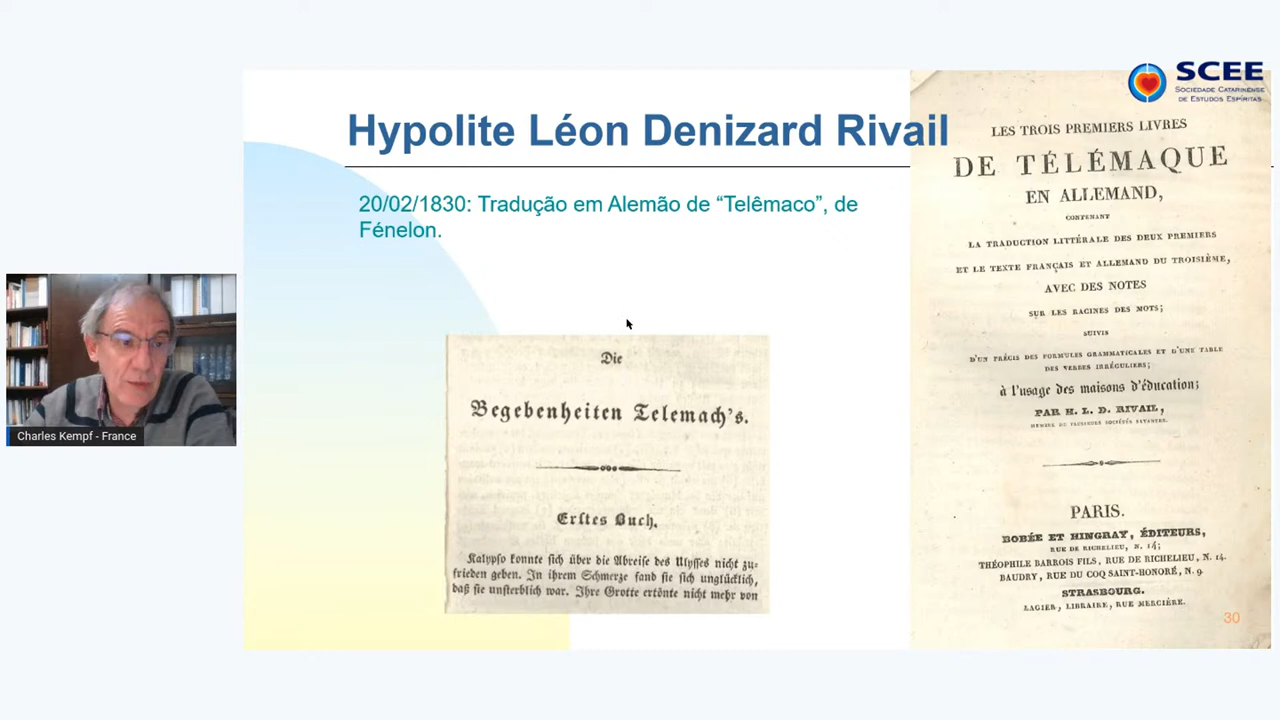 SCEE
SOCIEDADE CATARINENSE
DE ESTUDOS ESPÍRITAS
Hypolite Léon Denizard Rivail
20/02/1830: Tradução em Alemão de “Telêmaco”, de
Fénelon.
Charles Kempf - France
Die
Begebenheiten Telemach's.
Erſtes Buch.
Kalypſo konnte ſich über die Abreiſe des Ulyſſes nicht zu-
frieden geben. In ihrem Schmerze fand ſie ſich unglücklich,
daß ſie unſterblich war. Ihre Grotte ertönte nicht mehr von
LES TROIS PREMIERS LIVRES
DE TÉLÉMAQUE
EN ALLEMAND,
CONTENANT
LA TRADUCTION LITTÉRALE DES DEUX PREMIERS
ET LE TEXTE FRANÇAIS ET ALLEMAND DU TROISIÈME,
AVEC DES NOTES
SUR LES RACINES DES MOTS;
SUIVIS
D'UN PRÉCIS DES FORMULES GRAMMATICALES ET D'UNE TABLE
DES VERBES IRRÉGULIERS;
à l'usage des maisons d'éducation;
PAR H. L. D. RIVAIL,
MEMBRE DE PLUSIEURS SOCIÉTÉS SAVANTES.
PARIS.
BOBÉE ET HINGRAY, ÉDITEURS,
RUE DE RICHELIEU, N. 14;
THÉOPHILE BARROIS FILS, RUE DE RICHELIEU, N. 14.
BAUDRY, RUE DU COQ SAINT-HONORÉ, N. 9.
STRASBOURG.
LAGIER, LIBRAIRE, RUE MERCIÈRE.
30